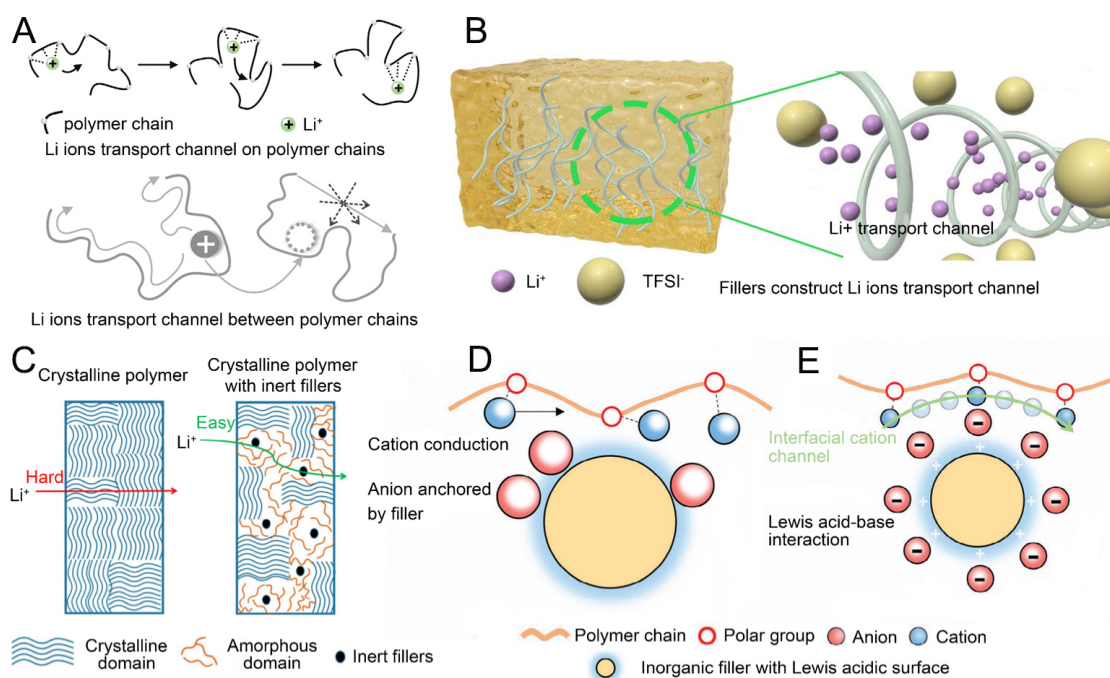 A
+
+
+
polymer chain
+ Li⁺
Li ions transport channel on polymer chains
+
Li ions transport channel between polymer chains
B
Li+ transport channel
Li⁺
TFSI⁻
Fillers construct Li ions transport channel
C
Crystalline polymer
Crystalline polymer
with inert fillers
Hard
Li⁺
Easy
Li⁺
Crystalline
domain
Amorphous
domain
Inert fillers
D
Cation conduction
Anion anchored
by filler
E
Interfacial cation
channel
Lewis acid-base
interaction
Polymer chain
Polar group
Anion
Cation
Inorganic filler with Lewis acidic surface